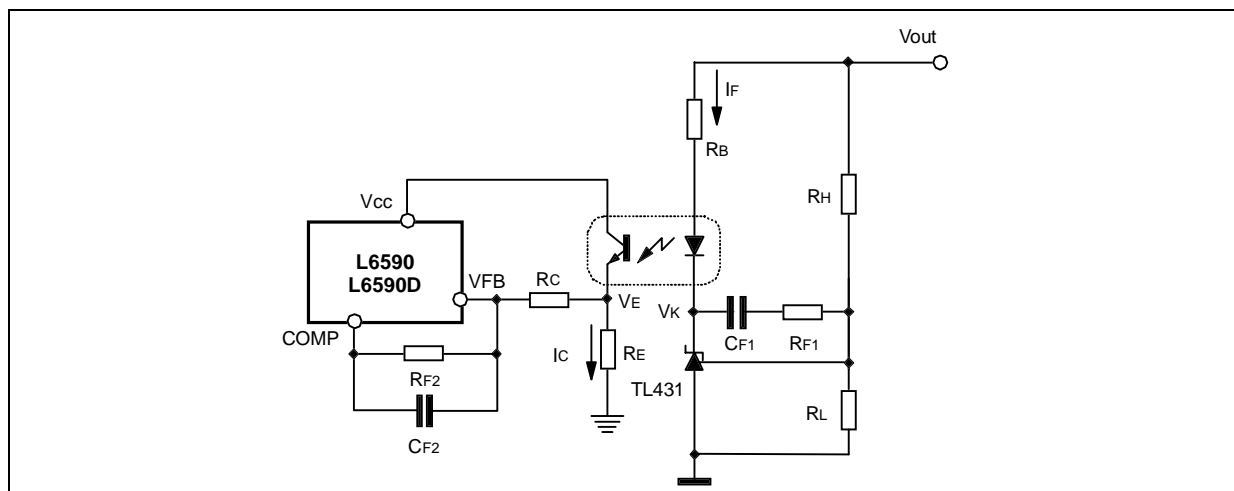 Vout
IF
RB
RH
Vcc
L6590
L6590D
VFB
RC
VE
VK
COMP
CF1
RF1
IC
RE
RF2
TL431
RL
CF2